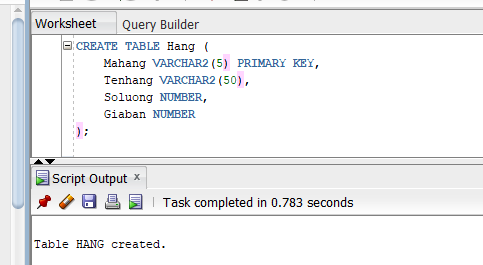 Worksheet Query Builder
CREATE TABLE Hang (
Mahang VARCHAR2(5) PRIMARY KEY,
Tenhang VARCHAR2(50),
Soluong NUMBER,
Giaban NUMBER
);
Script Output x
Task completed in 0.783 seconds
Table HANG created.